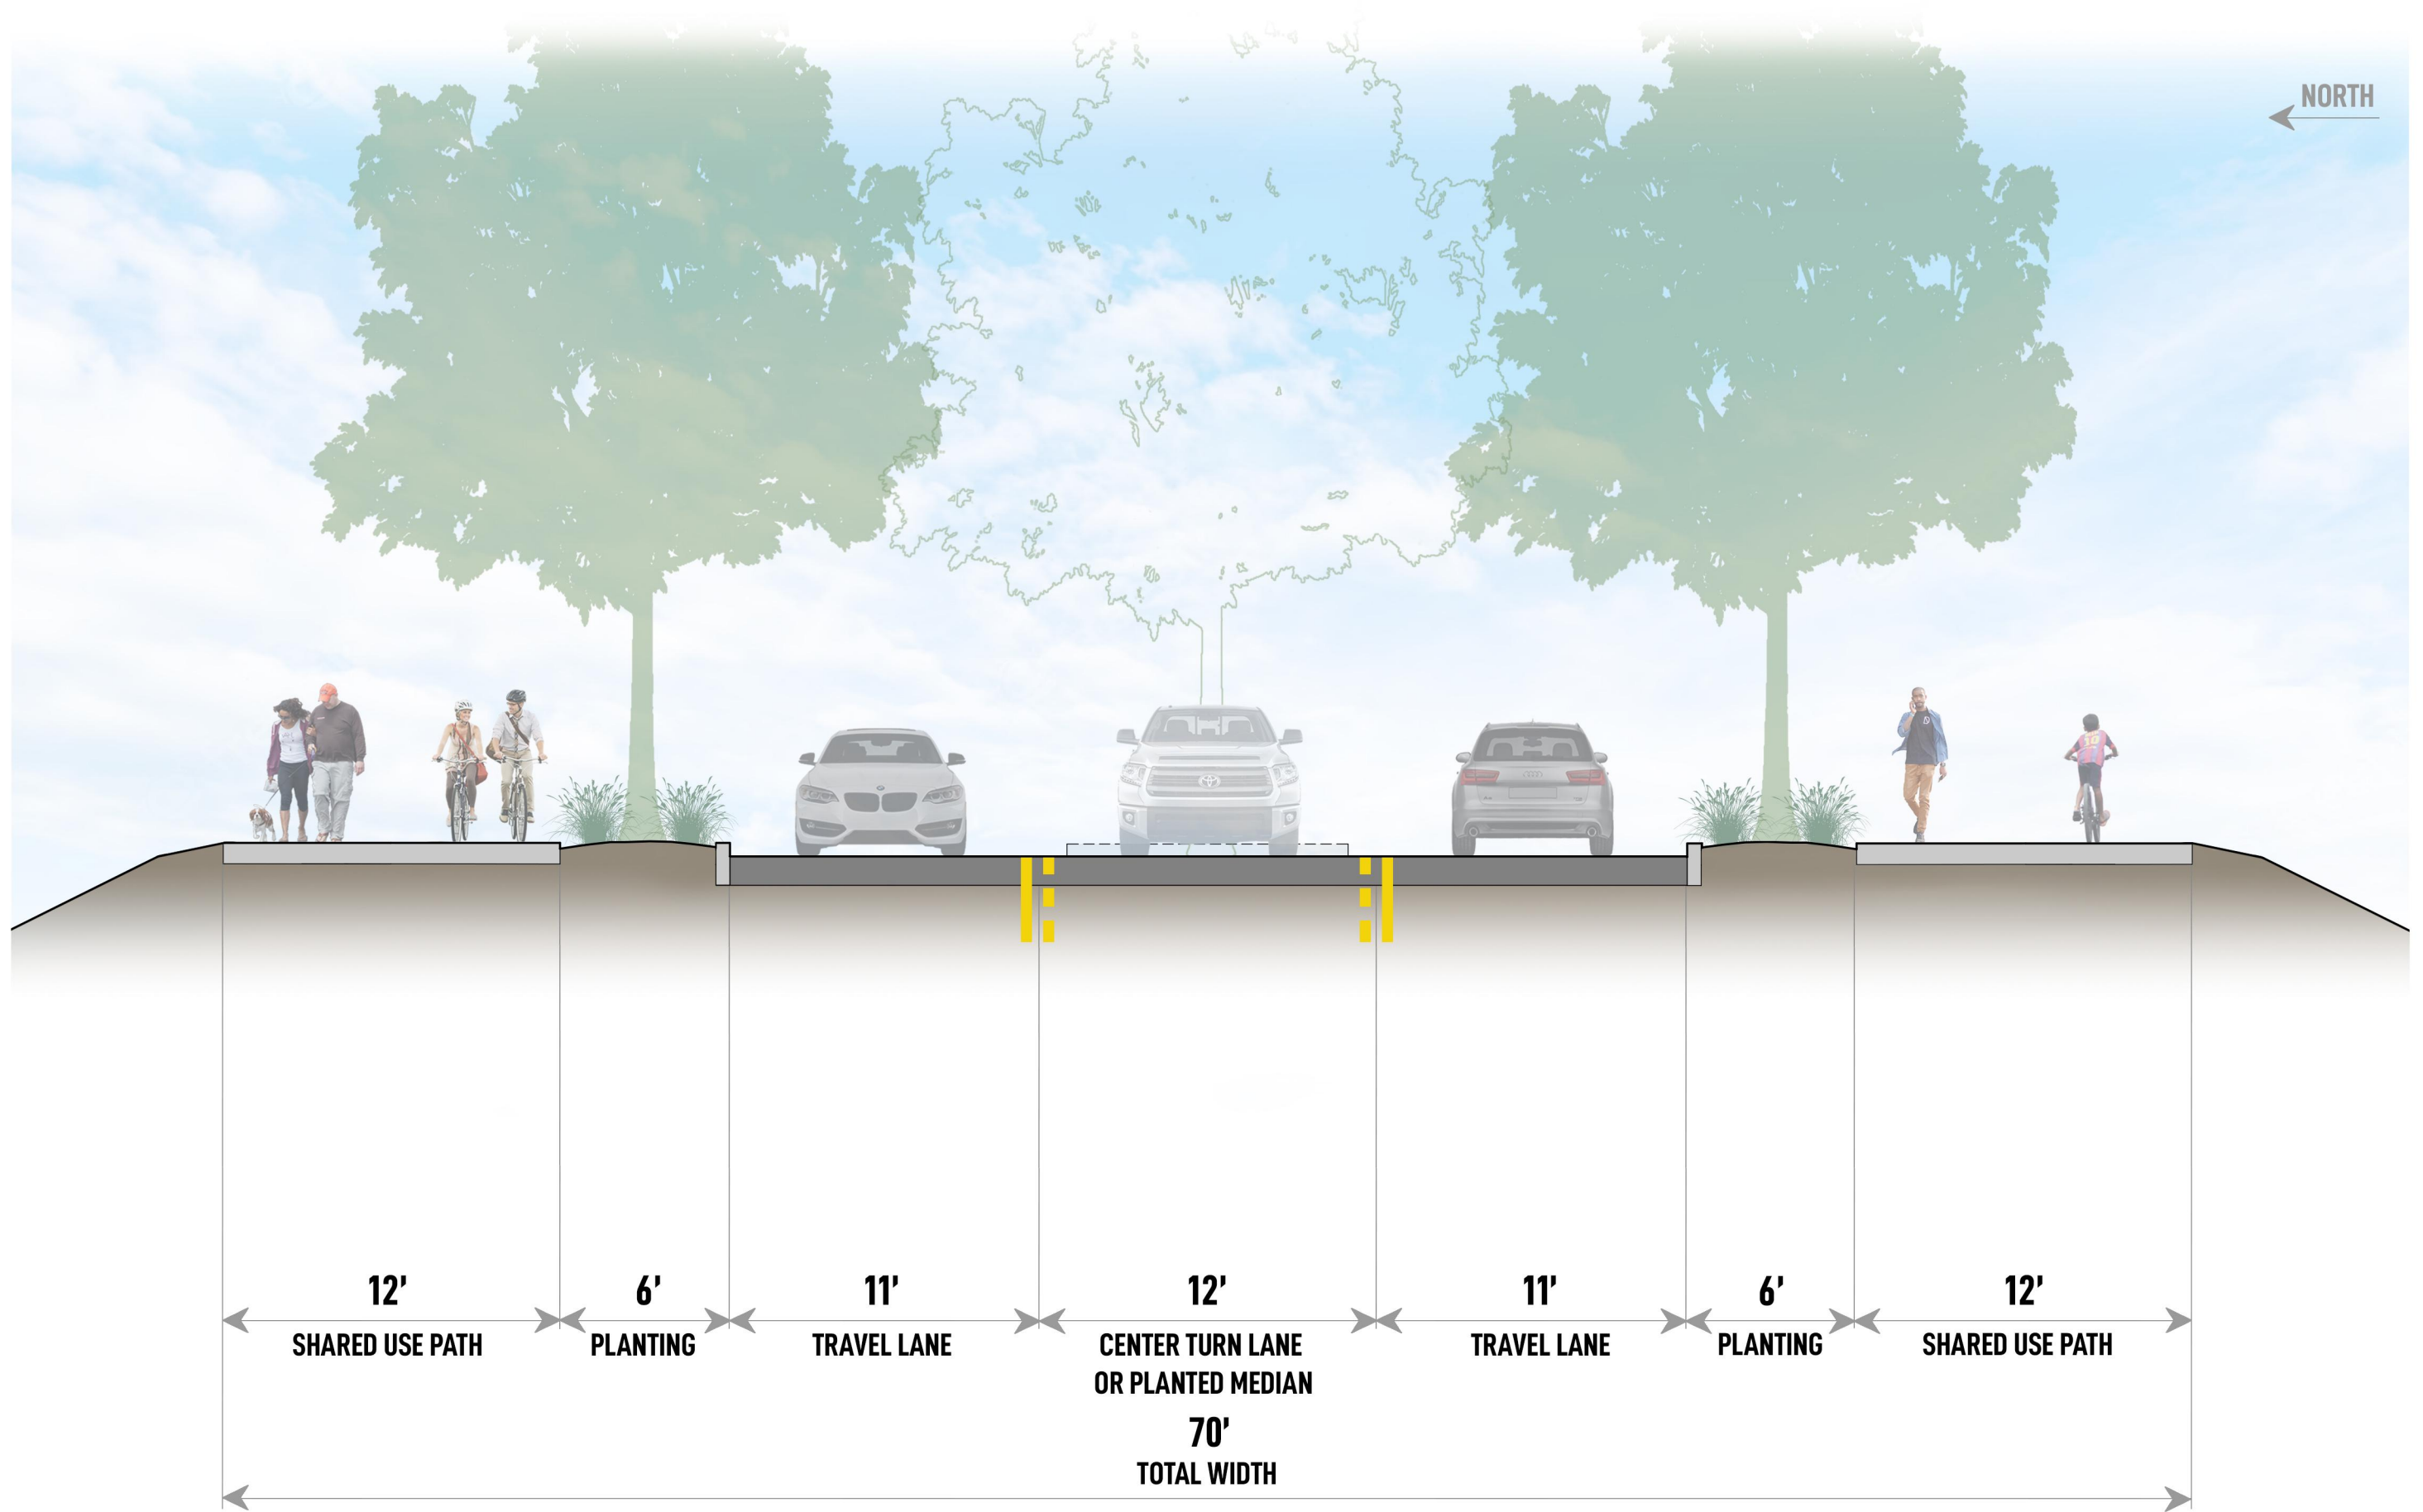 NORTH
12' 6' 11' 12' 11' 6' 12'
SHARED USE PATH PLANTING TRAVEL LANE CENTER TURN LANE TRAVEL LANE PLANTING SHARED USE PATH
OR PLANTED MEDIAN
70'
TOTAL WIDTH